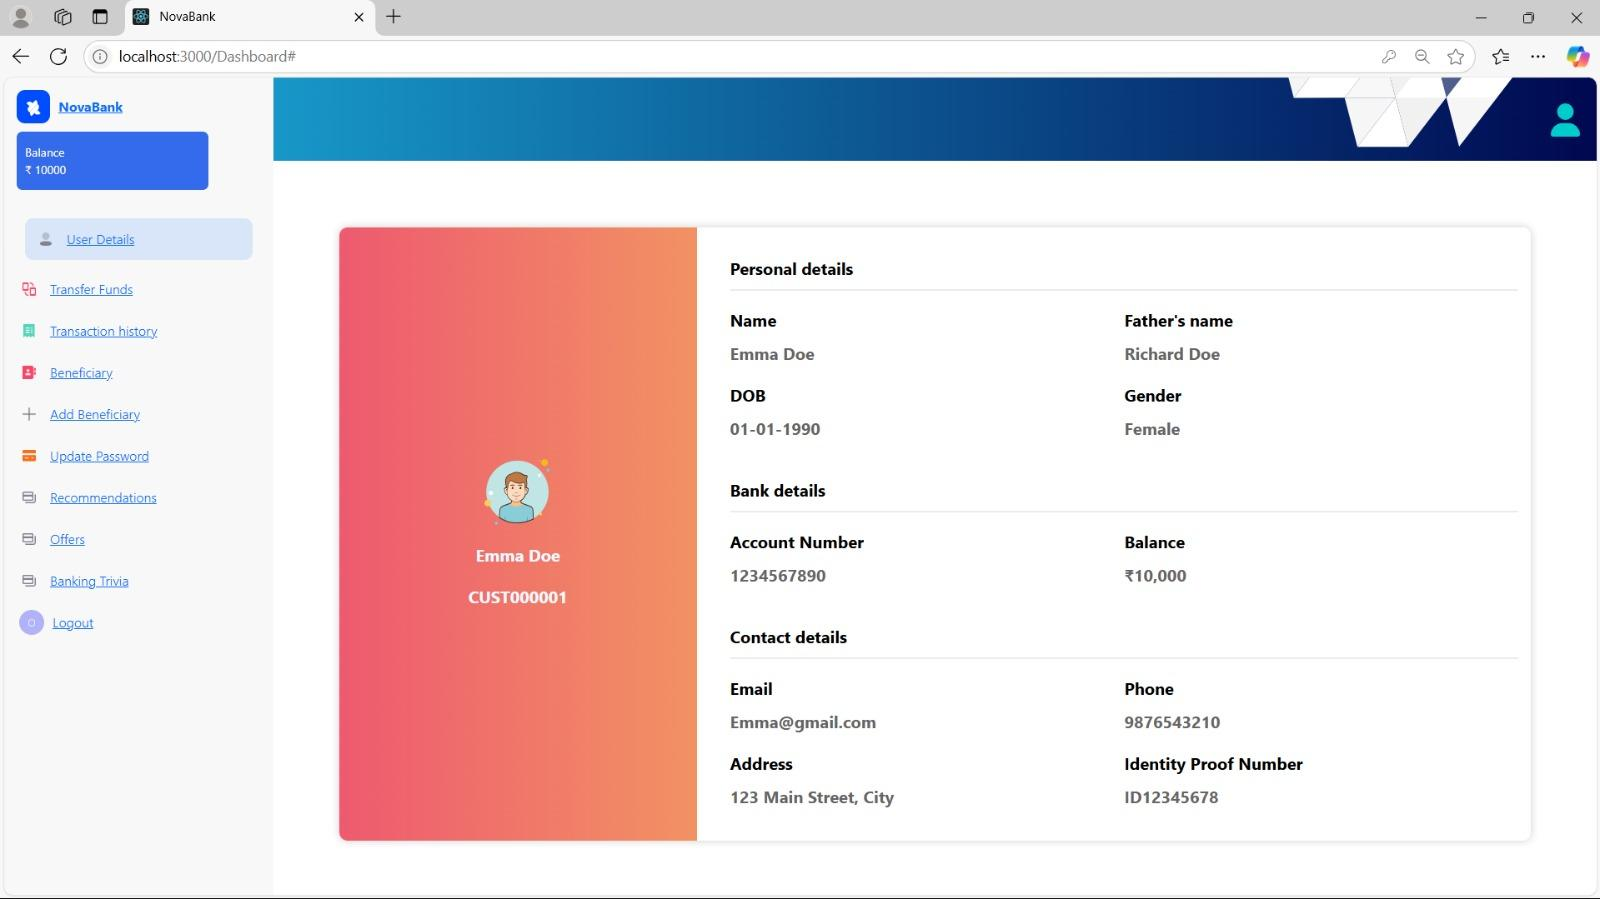 NovaBank
localhost:3000/Dashboard#
NovaBank
Balance
₹ 10000
User Details
Transfer Funds
Transaction history
Beneficiary
Add Beneficiary
Update Password
Recommendations
Offers
Banking Trivia
Logout
Emma Doe
CUST000001
Personal details
Name Father's name
Emma Doe Richard Doe
DOB Gender
01-01-1990 Female
Bank details
Account Number Balance
1234567890 ₹10,000
Contact details
Email Phone
Emma@gmail.com 9876543210
Address Identity Proof Number
123 Main Street, City ID12345678